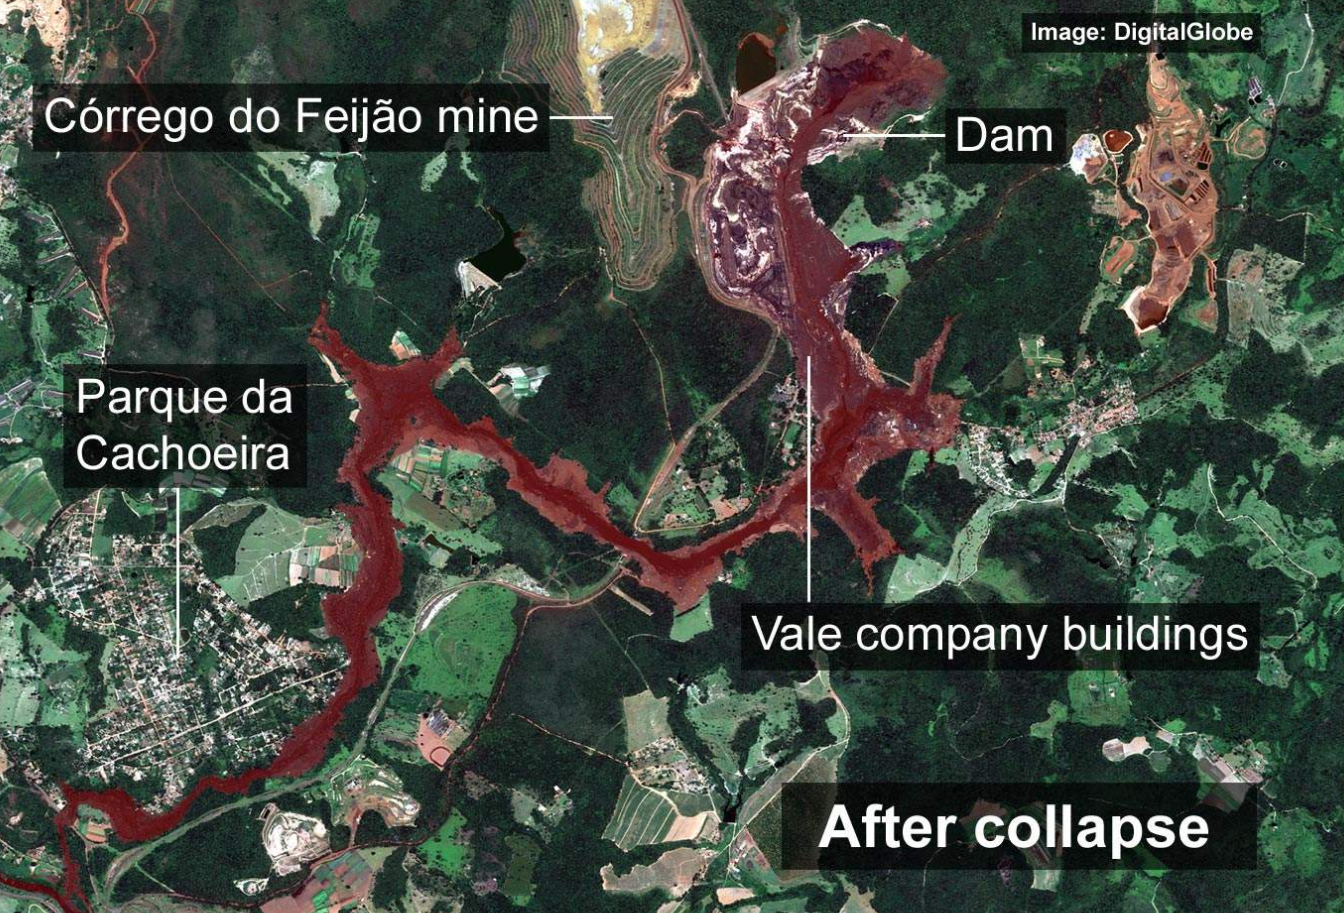 Image: DigitalGlobe
Córrego do Feijão mine
Dam
Parque da
Cachoeira
Vale company buildings
After collapse